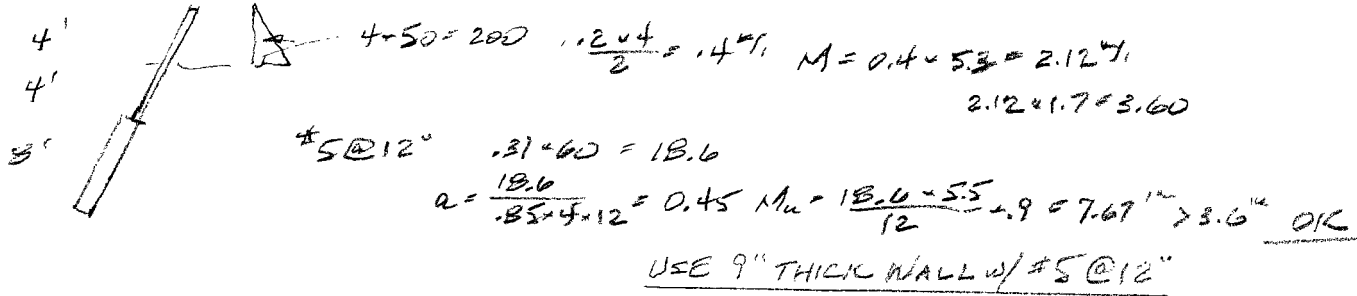 4' 4×50=200 .2×4/2 = .4ᵏ/, M = 0.4 × 5.3 = 2.12ᵏ/,
4' 2.12 × 1.7 = 3.60
8' #5@12" .31×60 = 18.6
a = 18.6/.85×4×12 = 0.45 Mu = 18.6 × 5.5/12 × .9 = 7.67'ᵏ > 3.6'ᵏ OK
USE 9" THICK WALL w/ #5@12"